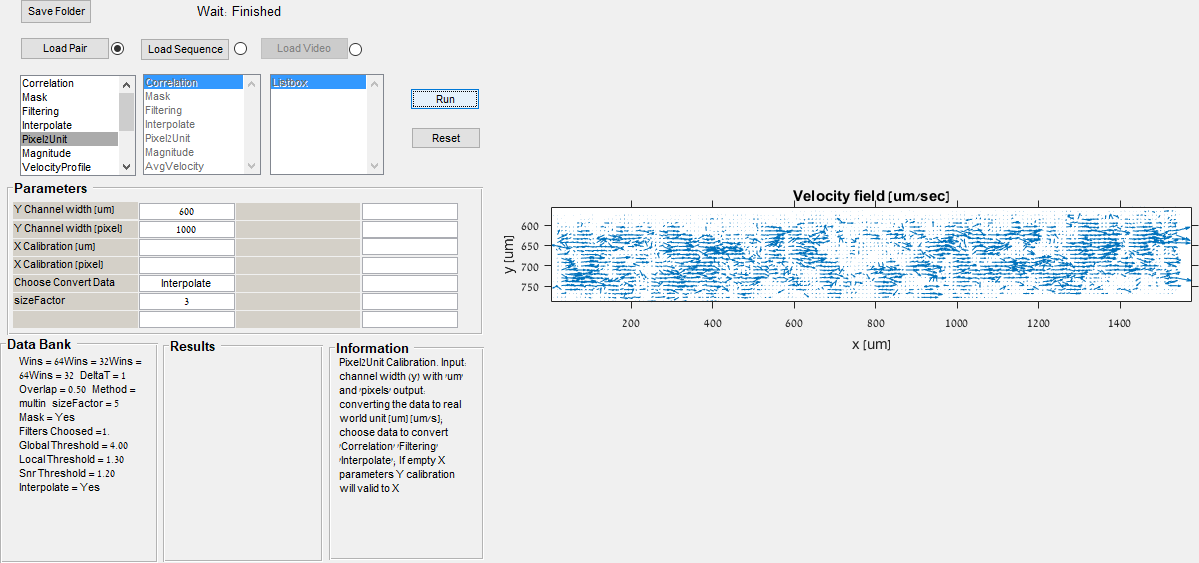 Save Folder
Wait: Finished
Load Pair
Load Sequence
Load Video
Correlation
Mask
Filtering
Interpolate
Pixel2Unit
Magnitude
VelocityProfile
Correlation
Mask
Filtering
Interpolate
Pixel2Unit
Magnitude
AvgVelocity
Listbox
Run
Reset
Parameters
Y Channel width [um] 600
Y Channel width [pixel] 1000
X Calibration [um]
X Calibration [pixel]
Choose Convert Data Interpolate
sizeFactor 3
Data Bank
Wins = 64Wins = 32Wins =
64Wins = 32 DeltaT = 1
Overlap = 0.50 Method =
multin sizeFactor = 5
Mask = Yes
Filters Choosed =1.
Global Threshold = 4.00
Local Threshold = 1.30
Snr Threshold = 1.20
Interpolate = Yes
Results
Information
Pixel2Unit Calibration. Input:
channel width (y) with 'um'
and 'pixels' output:
converting the data to real
world unit [um] [um/s];
choose data to convert
'Correlation' 'Filtering'
'Interpolate'; If empty X
parameters Y calibration
will valid to X
Velocity field [um/sec]
y [um]
600
650
700
750
200 400 600 800 1000 1200 1400
x [um]